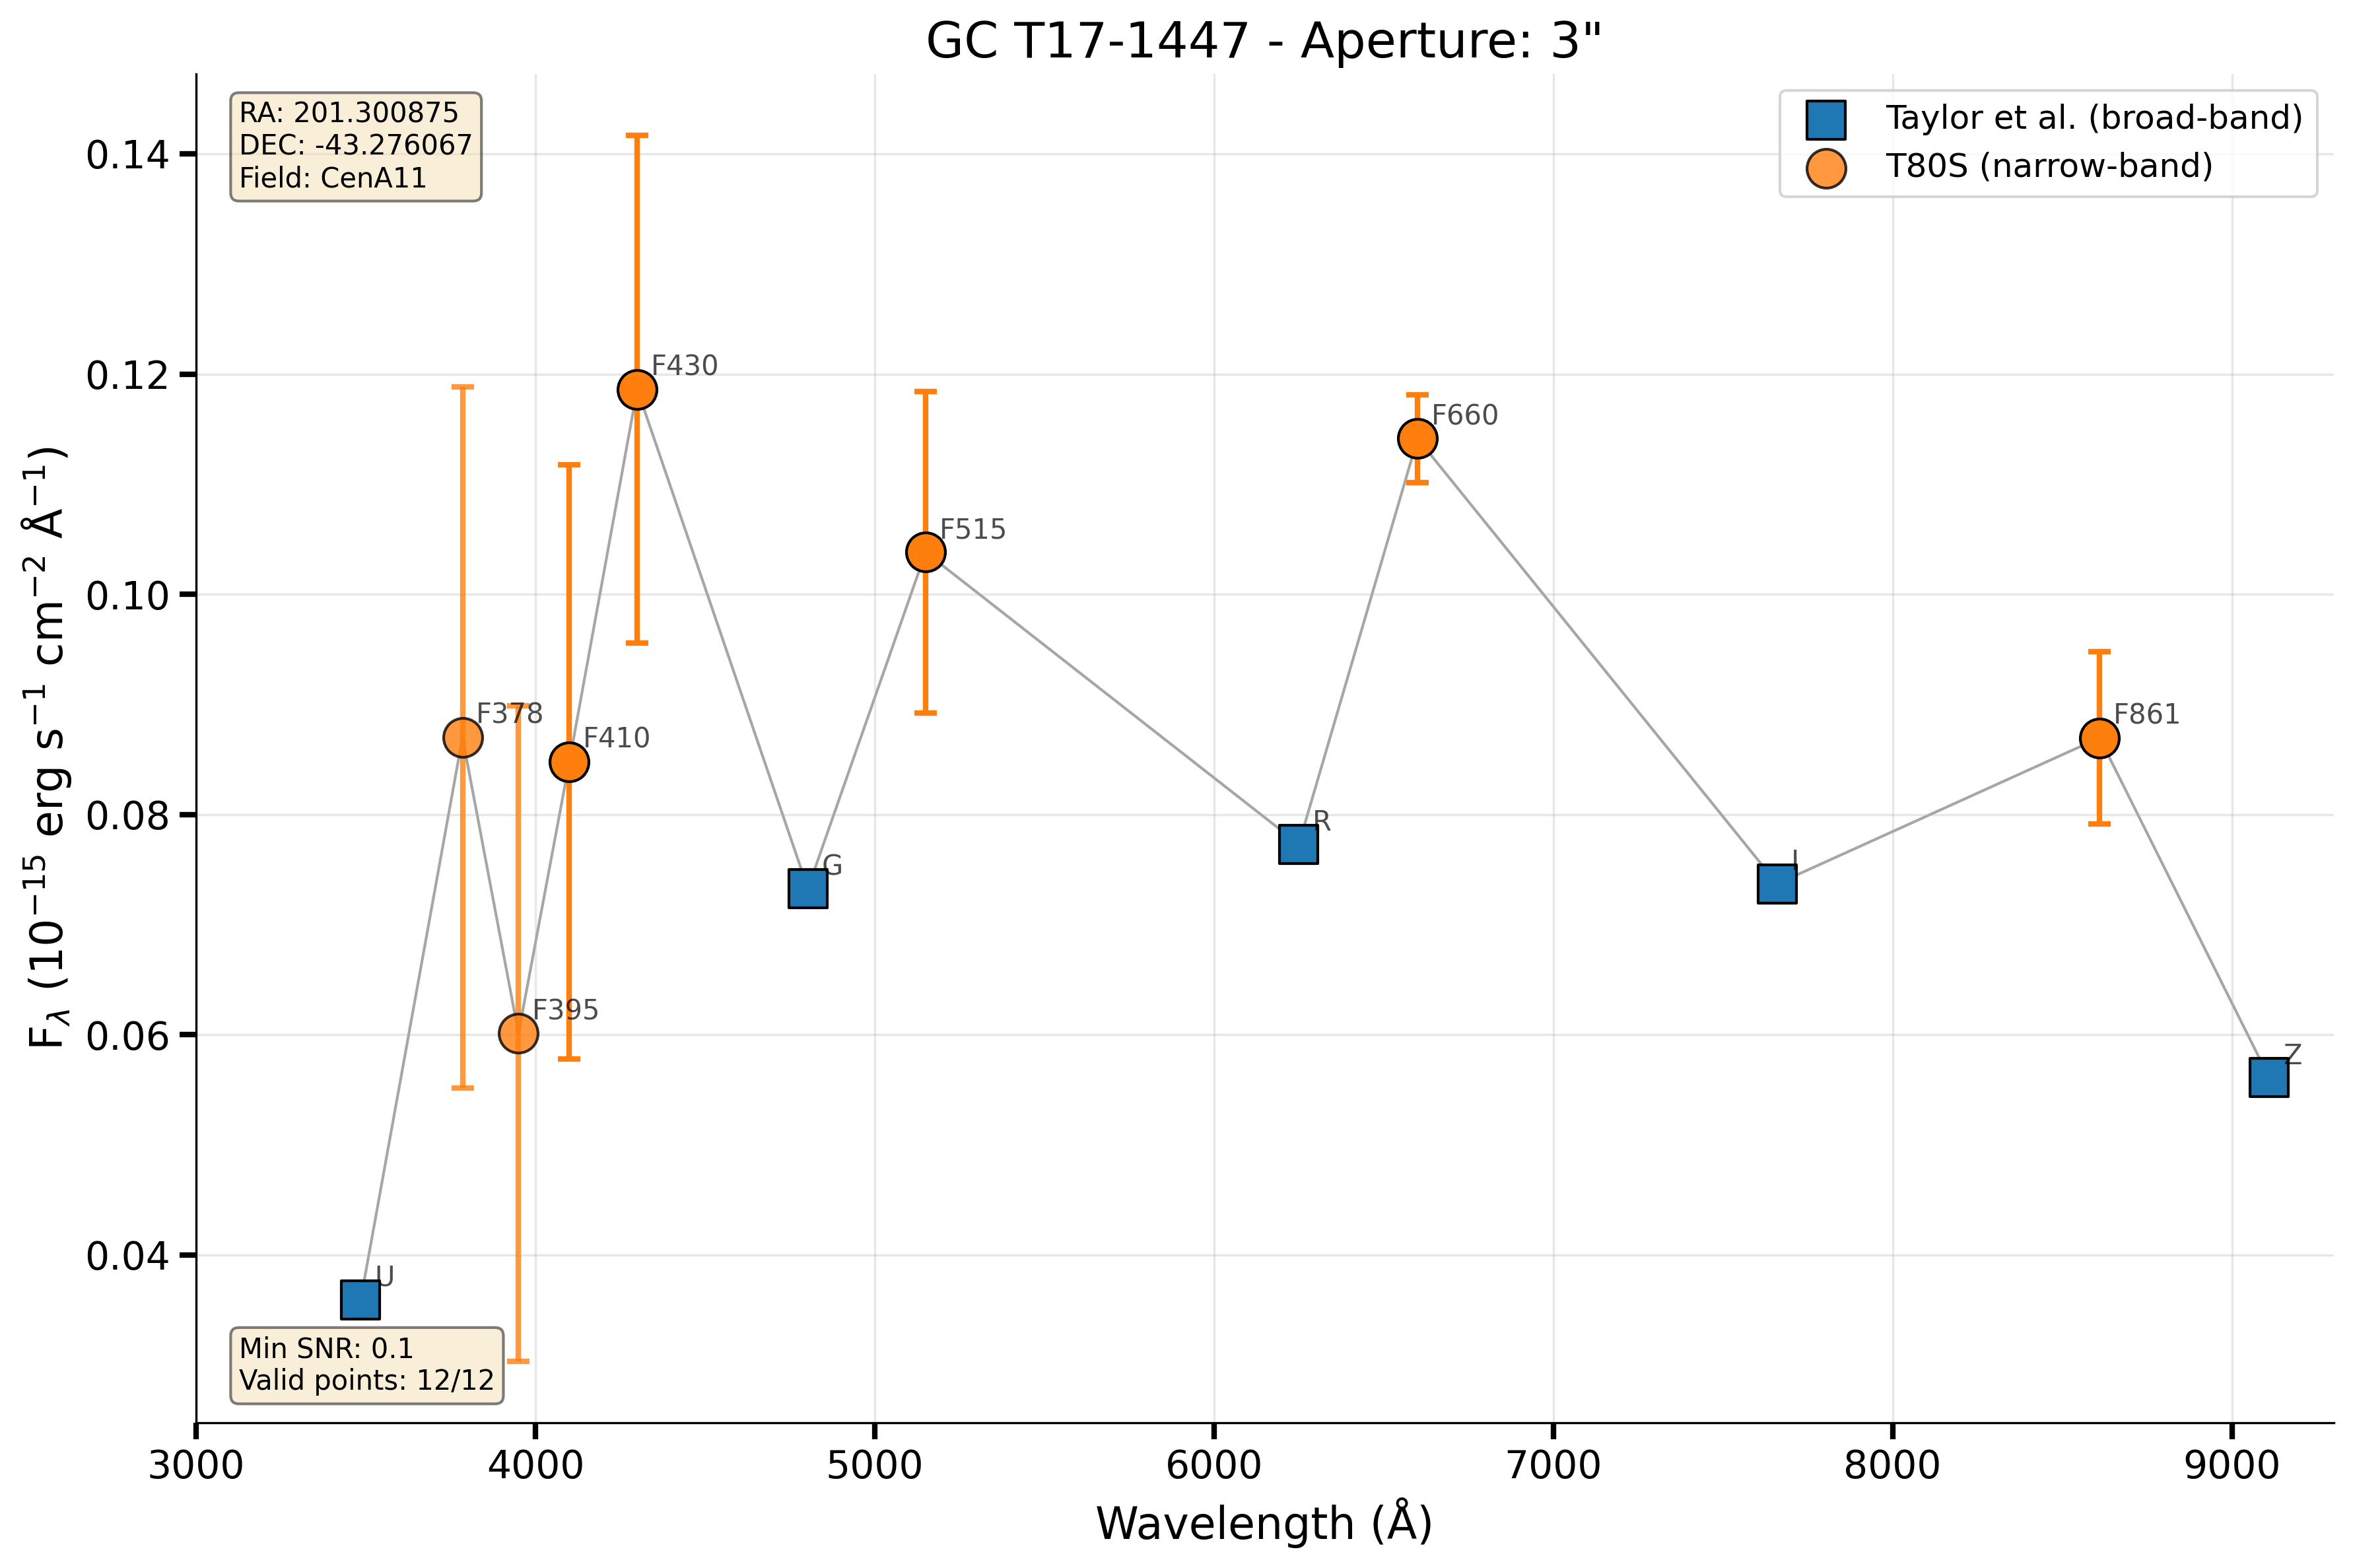 GC T17-1447 - Aperture: 3"
RA: 201.300875
DEC: -43.276067
Field: CenA11
Taylor et al. (broad-band)
T80S (narrow-band)
0.14
0.12
0.10
0.08
0.06
0.04
F_λ (10⁻¹⁵ erg s⁻¹ cm⁻² Å⁻¹)
F430
F660
F515
F378
F410
F861
R
G
I
F395
Z
U
Min SNR: 0.1
Valid points: 12/12
3000 4000 5000 6000 7000 8000 9000
Wavelength (Å)